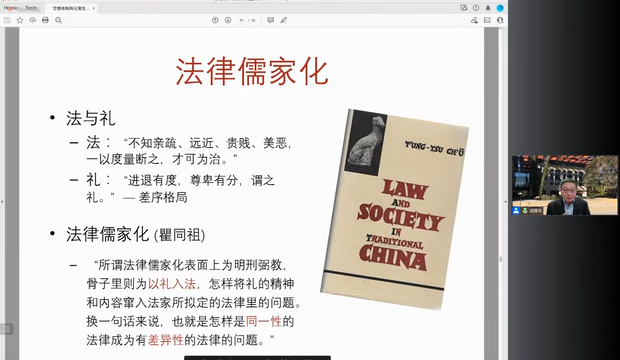 法律儒家化
• 法与礼
– 法： “不知亲疏、远近、贵贱、美恶，
一以度量断之，才可为治。”
– 礼： “进退有度，尊卑有分，谓之
礼。” — 差序格局
• 法律儒家化 (瞿同祖)
– “所谓法律儒家化表面上为明刑弼教，
骨子里则为以礼入法，怎样将礼的精神
和内容窜入法家所拟定的法律里的问题。
换一句话来说，也就是怎样是同一性的
法律成为有差异性的法律的问题。”
T'UNG-TSU CH'Ü
LAW
AND
SOCIETY
IN
TRADITIONAL
CHINA